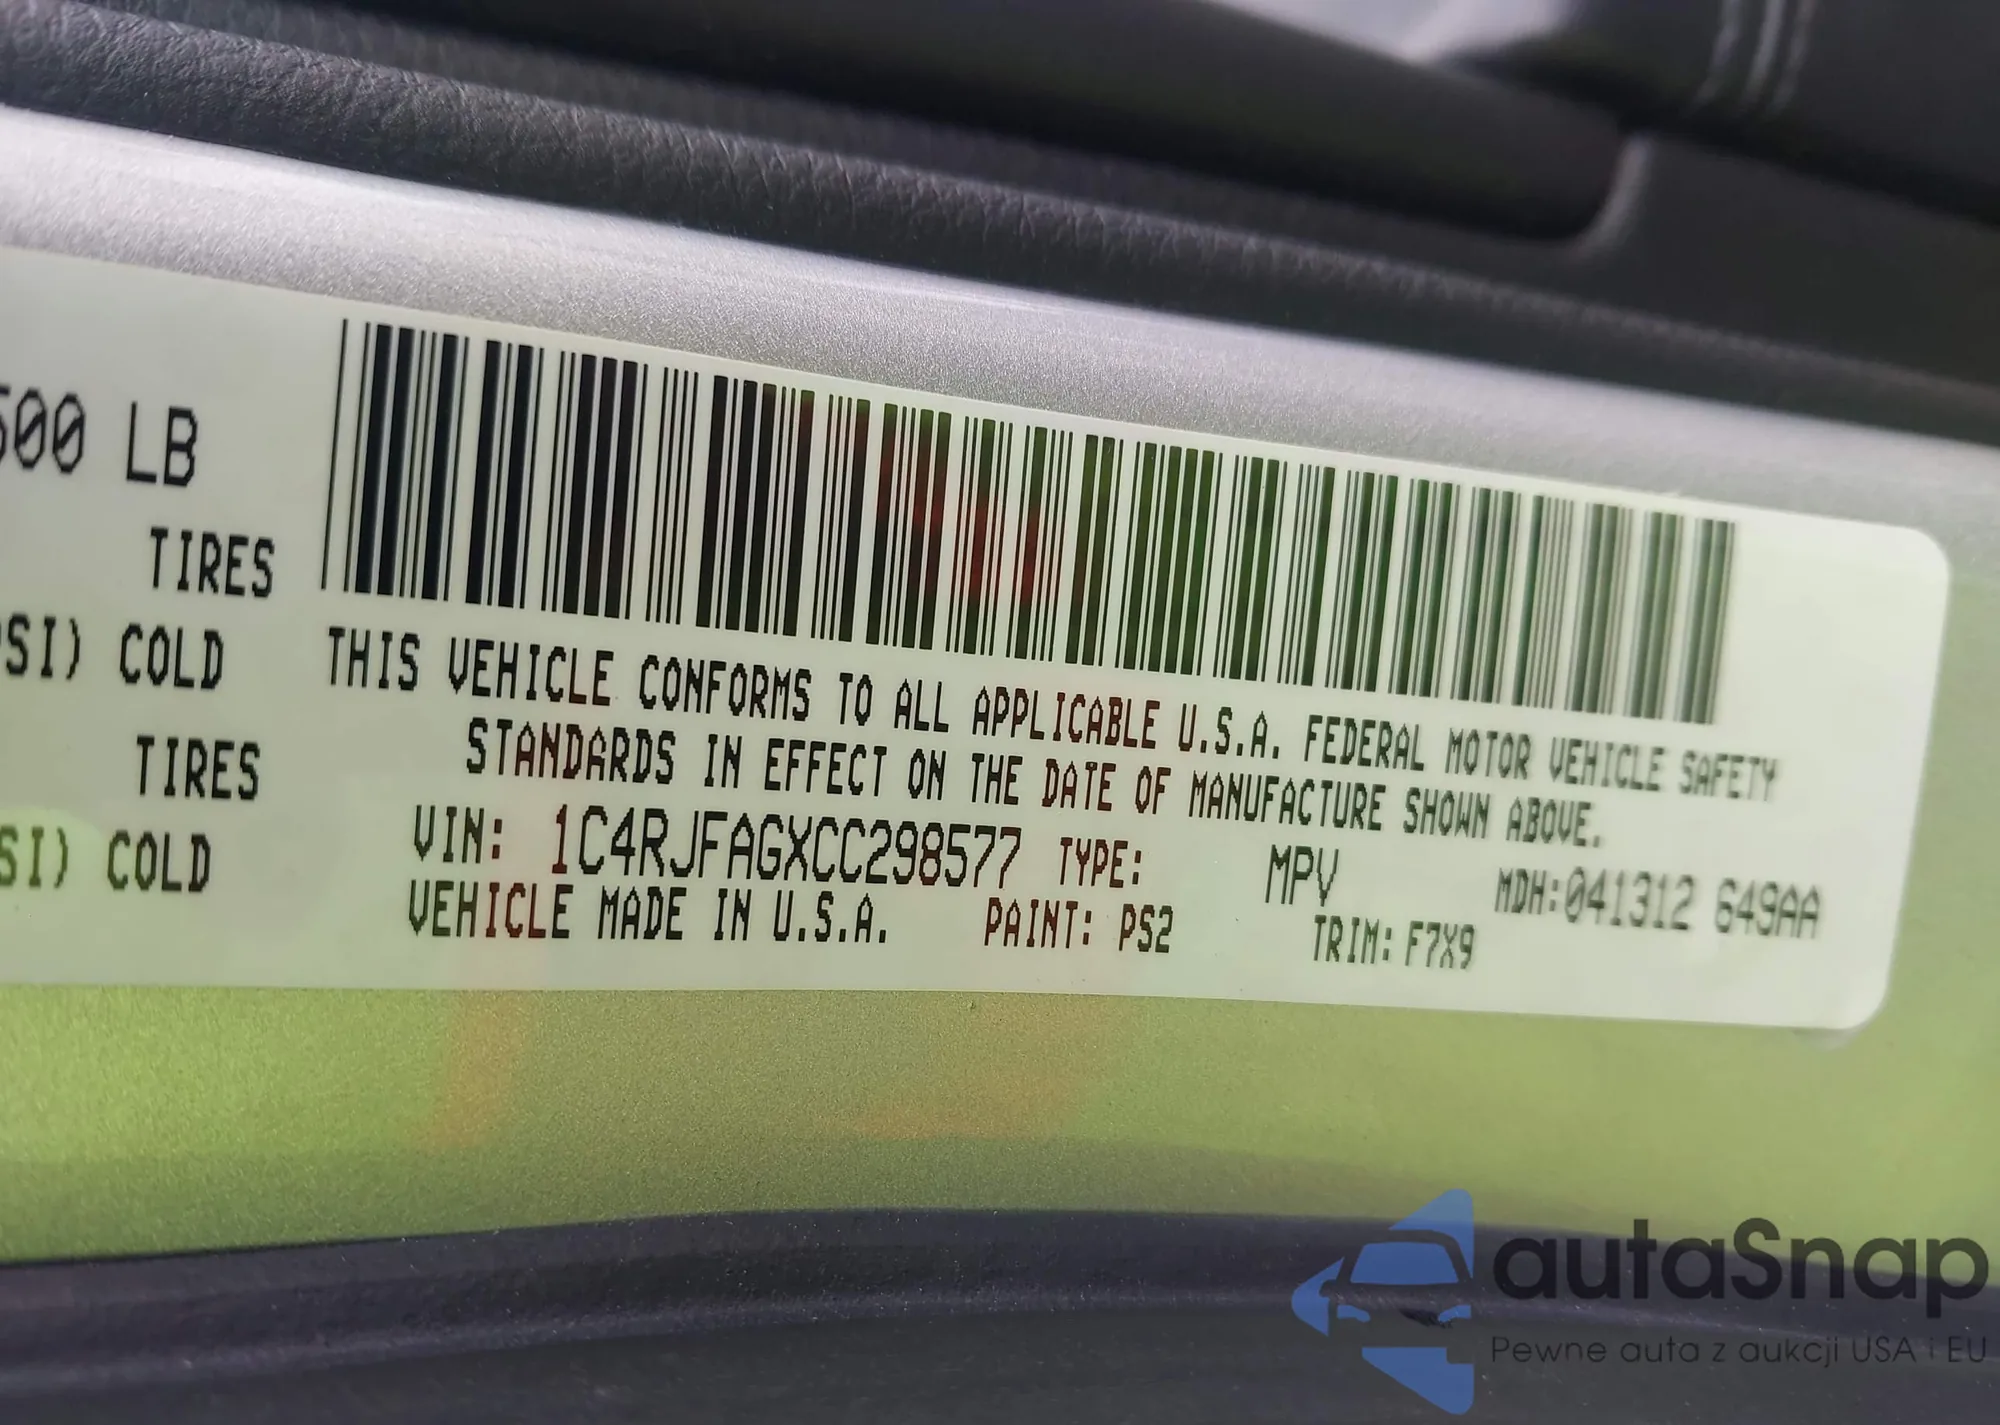 500 LB
TIRES
SI) COLD
TIRES
SI) COLD
THIS VEHICLE CONFORMS TO ALL APPLICABLE U.S.A. FEDERAL MOTOR VEHICLE SAFETY
STANDARDS IN EFFECT ON THE DATE OF MANUFACTURE SHOWN ABOVE.
VIN: 1C4RJFAGXCC298577 TYPE: MPV MDH:041312 649AA
VEHICLE MADE IN U.S.A. PAINT: PS2 TRIM: F7X9
autaSnap
Pewne auta z aukcji USA i EU